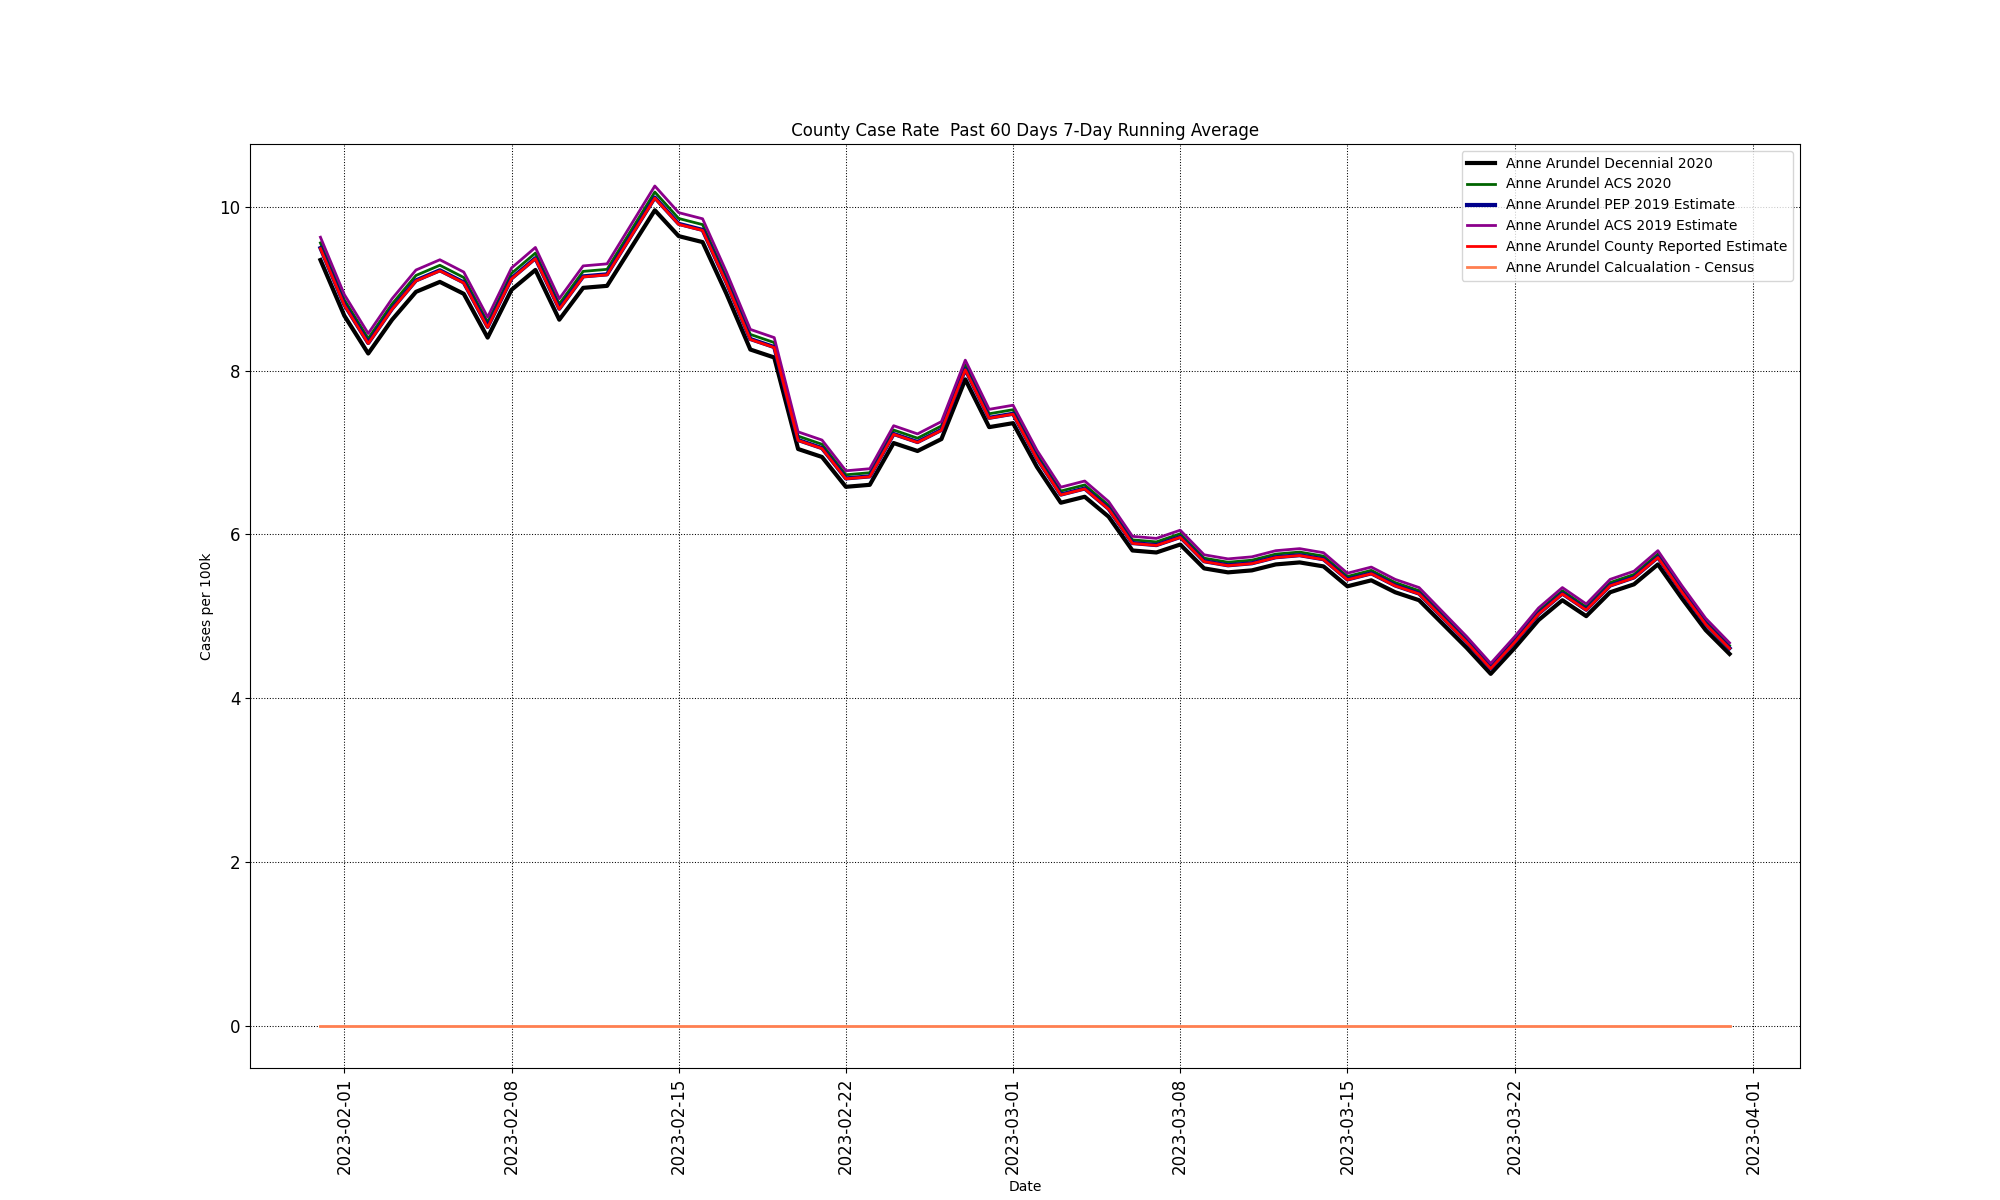 County Case Rate  Past 60 Days 7-Day Running Average
Anne Arundel Decennial 2020
Anne Arundel ACS 2020
Anne Arundel PEP 2019 Estimate
Anne Arundel ACS 2019 Estimate
Anne Arundel County Reported Estimate
Anne Arundel Calcualation - Census
Cases per 100k
10
8
6
4
2
0
2023-02-01
2023-02-08
2023-02-15
2023-02-22
2023-03-01
2023-03-08
2023-03-15
2023-03-22
2023-04-01
Date